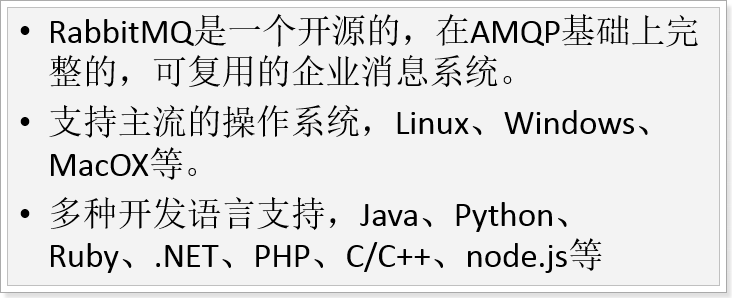 • RabbitMQ是一个开源的，在AMQP基础上完
整的，可复用的企业消息系统。
• 支持主流的操作系统，Linux、Windows、
MacOX等。
• 多种开发语言支持，Java、Python、
Ruby、.NET、PHP、C/C++、node.js等